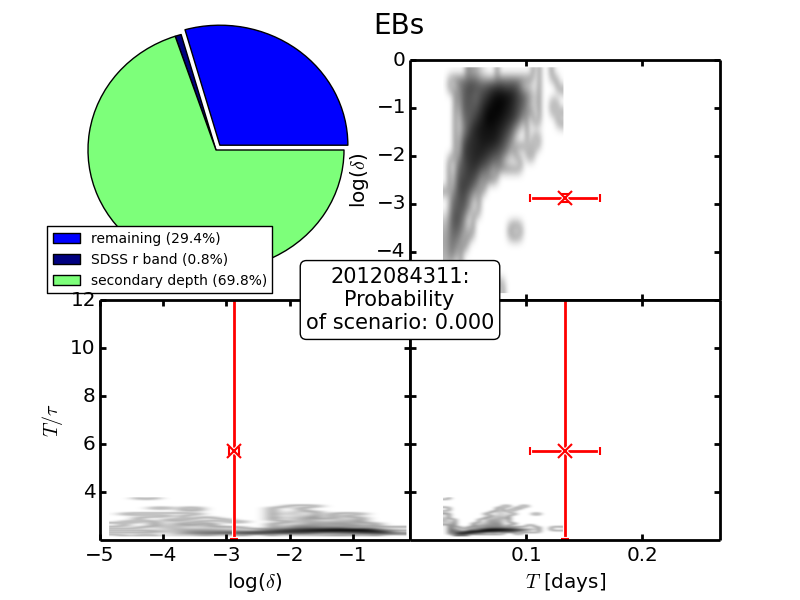 EBs
remaining (29.4%)
SDSS r band (0.8%)
secondary depth (69.8%)
log(δ)
0
−1
−2
−3
−4
2012084311:
Probability
of scenario: 0.000
T/τ
12
10
8
6
4
−5 −4 −3 −2 −1
log(δ)
0.1 0.2
T [days]